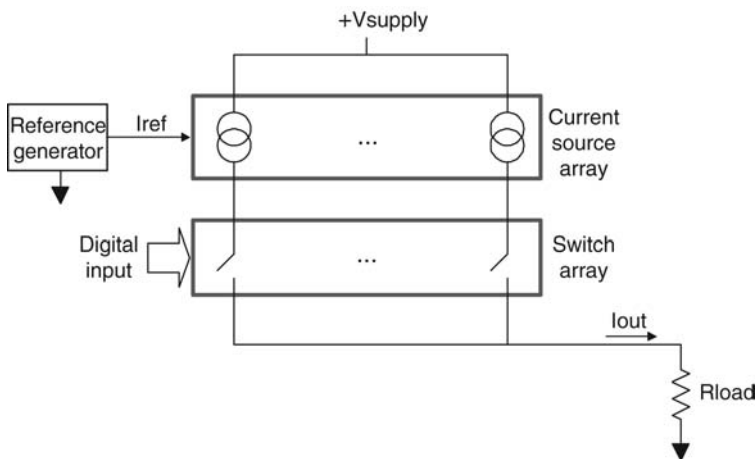 +Vsupply
Reference
generator
Iref
...
Current
source
array
Digital
input
...
Switch
array
Iout
Rload